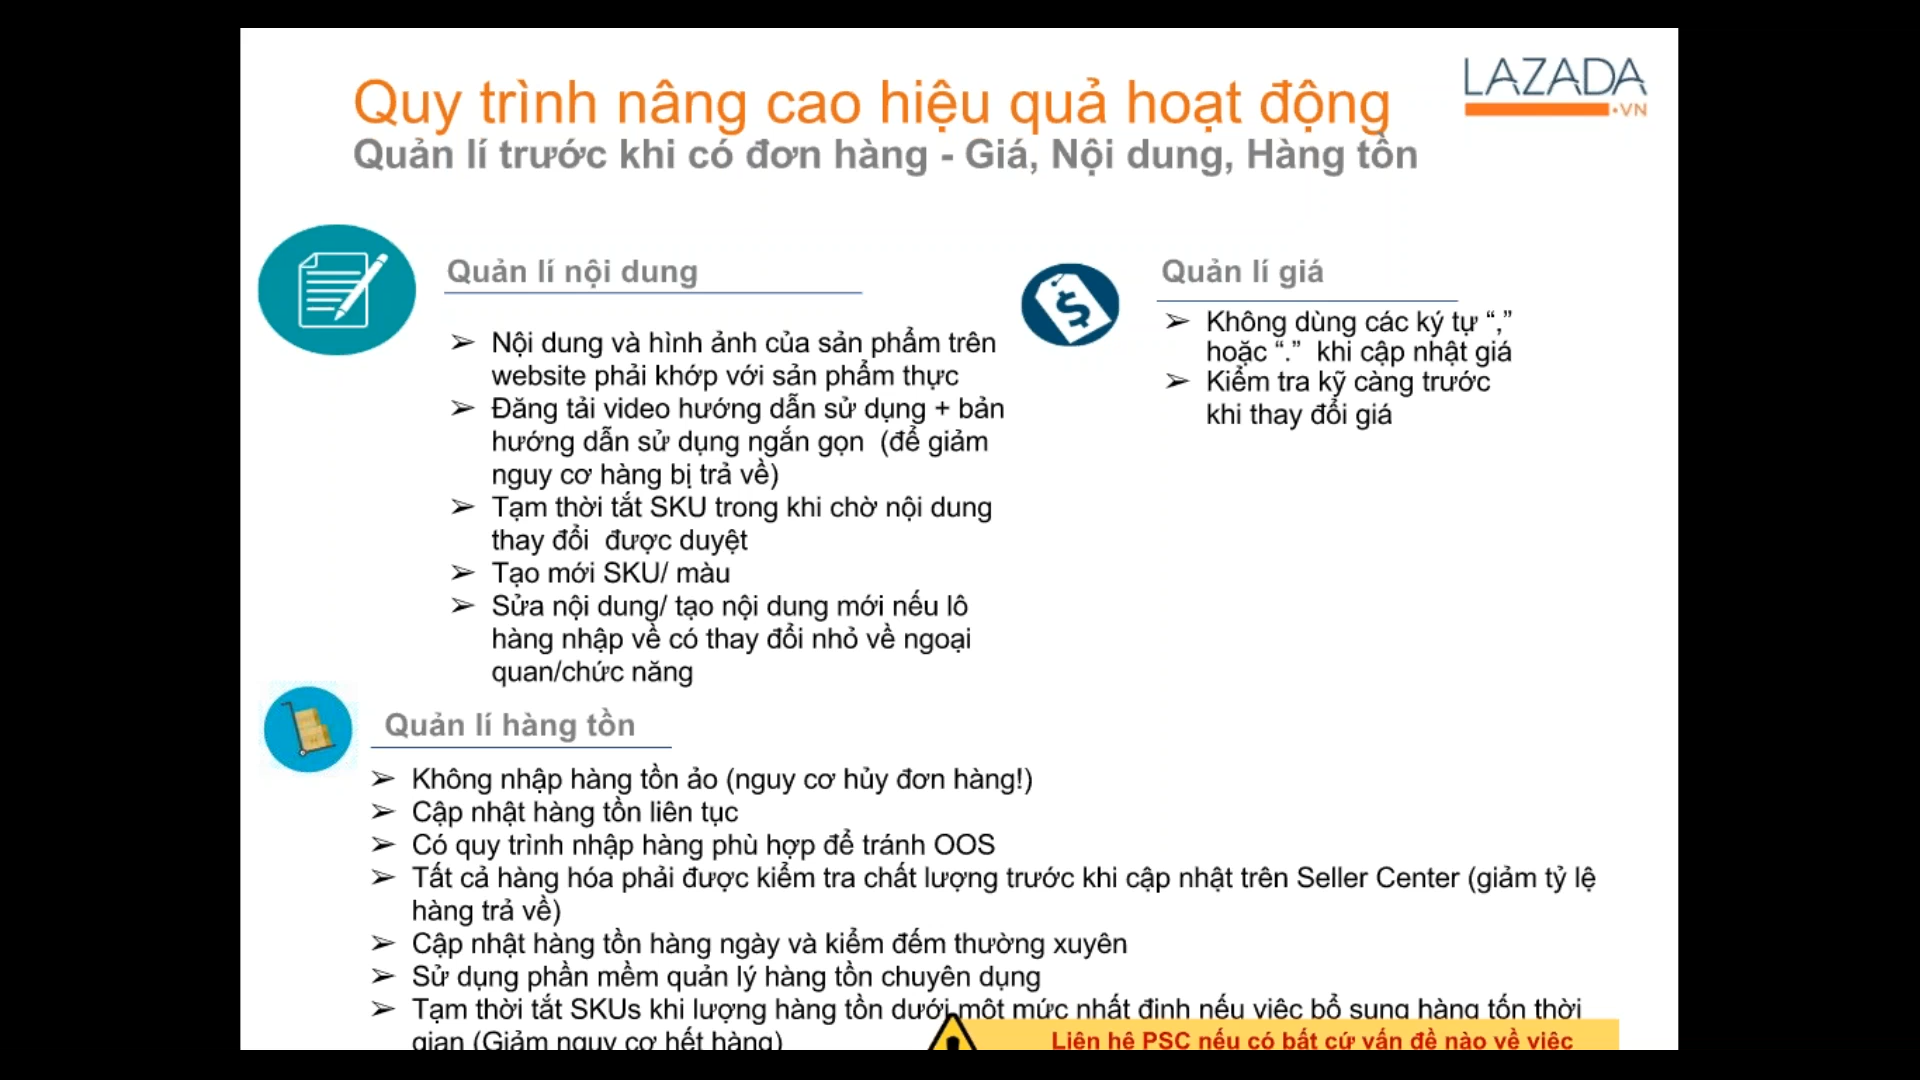 LAZADA
.VN
Quy trình nâng cao hiệu quả hoạt động
Quản lí trước khi có đơn hàng - Giá, Nội dung, Hàng tồn
Quản lí nội dung
➢ Nội dung và hình ảnh của sản phẩm trên
website phải khớp với sản phẩm thực
➢ Đăng tải video hướng dẫn sử dụng + bản
hướng dẫn sử dụng ngắn gọn (để giảm
nguy cơ hàng bị trả về)
➢ Tạm thời tắt SKU trong khi chờ nội dung
thay đổi được duyệt
➢ Tạo mới SKU/ màu
➢ Sửa nội dung/ tạo nội dung mới nếu lô
hàng nhập về có thay đổi nhỏ về ngoại
quan/chức năng
Quản lí giá
➢ Không dùng các ký tự “,”
hoặc “.” khi cập nhật giá
➢ Kiểm tra kỹ càng trước
khi thay đổi giá
Quản lí hàng tồn
➢ Không nhập hàng tồn ảo (nguy cơ hủy đơn hàng!)
➢ Cập nhật hàng tồn liên tục
➢ Có quy trình nhập hàng phù hợp để tránh OOS
➢ Tất cả hàng hóa phải được kiểm tra chất lượng trước khi cập nhật trên Seller Center (giảm tỷ lệ
hàng trả về)
➢ Cập nhật hàng tồn hàng ngày và kiểm đếm thường xuyên
➢ Sử dụng phần mềm quản lý hàng tồn chuyên dụng
➢ Tạm thời tắt SKUs khi lượng hàng tồn dưới một mức nhất định nếu việc bổ sung hàng tốn thời
gian (Giảm nguy cơ hết hàng)
Liên hệ PSC nếu có bất cứ vấn đề nào về việc